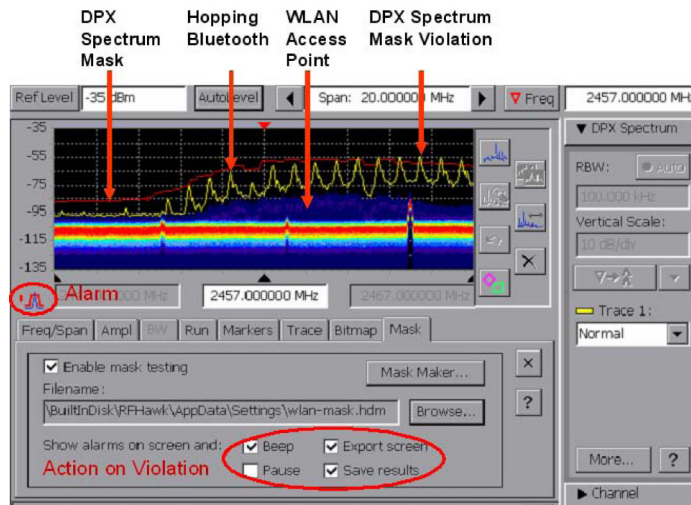 DPX Spectrum Mask
Hopping Bluetooth
WLAN Access Point
DPX Spectrum Mask Violation
Ref Level -35 dBm AutoLevel Span: 20.000000 MHz Freq 2457.000000 MH
-35
-55
-75
-95
-115
-135
Alarm
000 MHz 2457.000000 MHz 2467.000000 MHz
Freq/Span Ampl BW Run Markers Trace Bitmap Mask
Enable mask testing
Mask Maker...
Filename:
\BuiltInDisk\RFHawk\AppData\Settings\wlan-mask.hdm Browse...
Show alarms on screen and: Beep Export screen
Action on Violation Pause Save results
×
?
DPX Spectrum
RBW: Auto
100.000 kHz
Vertical Scale:
10 dB/div
Trace 1:
Normal
More... ?
Channel